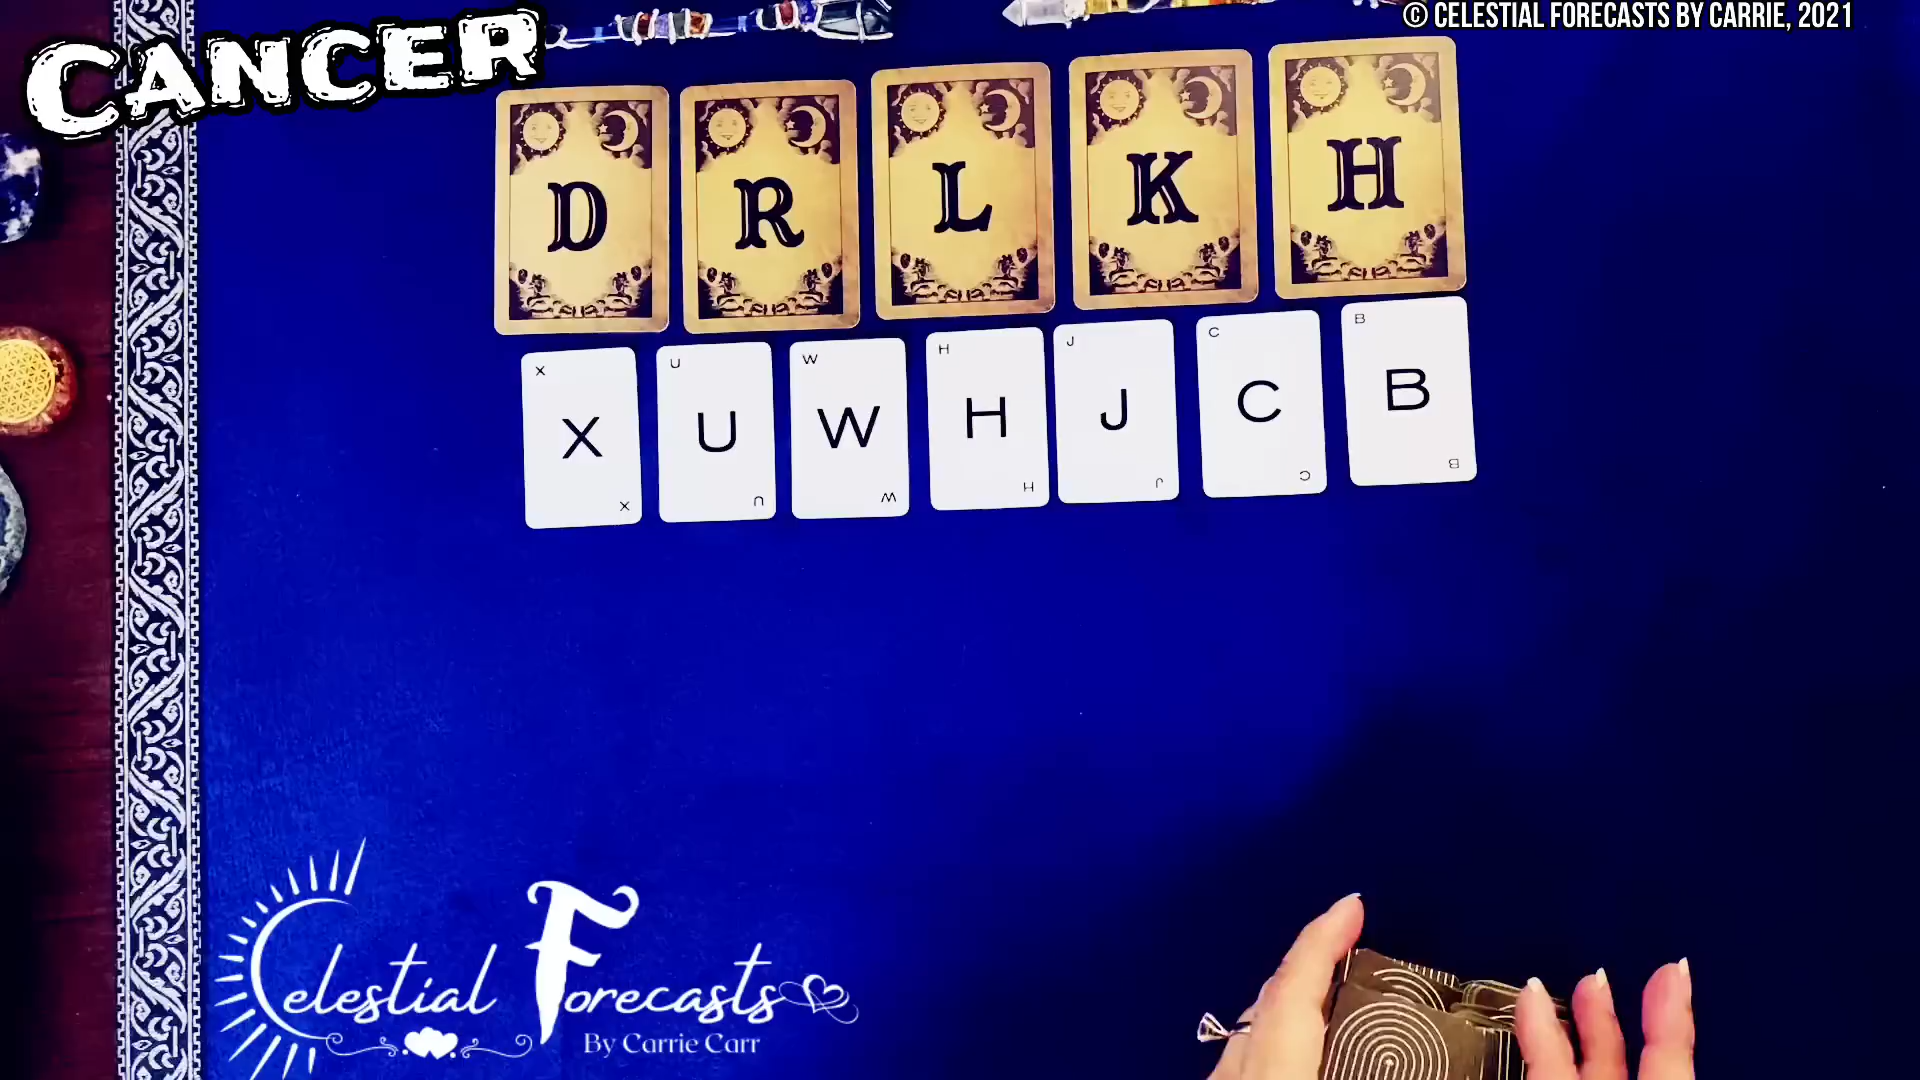 © CELESTIAL FORECASTS BY CARRIE, 2021
CANCER
D R L K H
X U W H J C B
X U W H J C B
X U W H J C B
Celestial Forecasts
By Carrie Carr